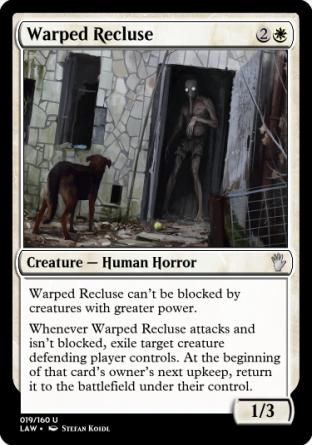 Warped Recluse 2
Creature — Human Horror
Warped Recluse can't be blocked by
creatures with greater power.
Whenever Warped Recluse attacks and
isn't blocked, exile target creature
defending player controls. At the beginning
of that card's owner's next upkeep, return
it to the battlefield under their control.
1/3
019/160 U
LAW • Stefan Koidl